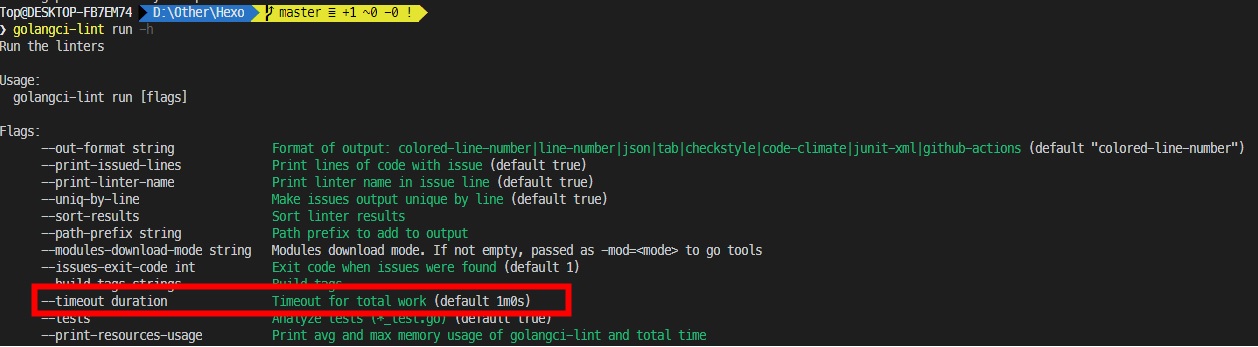 Top@DESKTOP-FB7EM74 D:\Other\Hexo master ≡ +1 ~0 -0 !
❯ golangci-lint run -h
Run the linters
Usage:
golangci-lint run [flags]
Flags:
--out-format string Format of output: colored-line-number|line-number|json|tab|checkstyle|code-climate|junit-xml|github-actions (default "colored-line-number")
--print-issued-lines Print lines of code with issue (default true)
--print-linter-name Print linter name in issue line (default true)
--uniq-by-line Make issues output unique by line (default true)
--sort-results Sort linter results
--path-prefix string Path prefix to add to output
--modules-download-mode string Modules download mode. If not empty, passed as -mod=<mode> to go tools
--issues-exit-code int Exit code when issues were found (default 1)
--build-tags strings Build tags
--timeout duration Timeout for total work (default 1m0s)
--tests Analyze tests (*_test.go) (default true)
--print-resources-usage Print avg and max memory usage of golangci-lint and total time